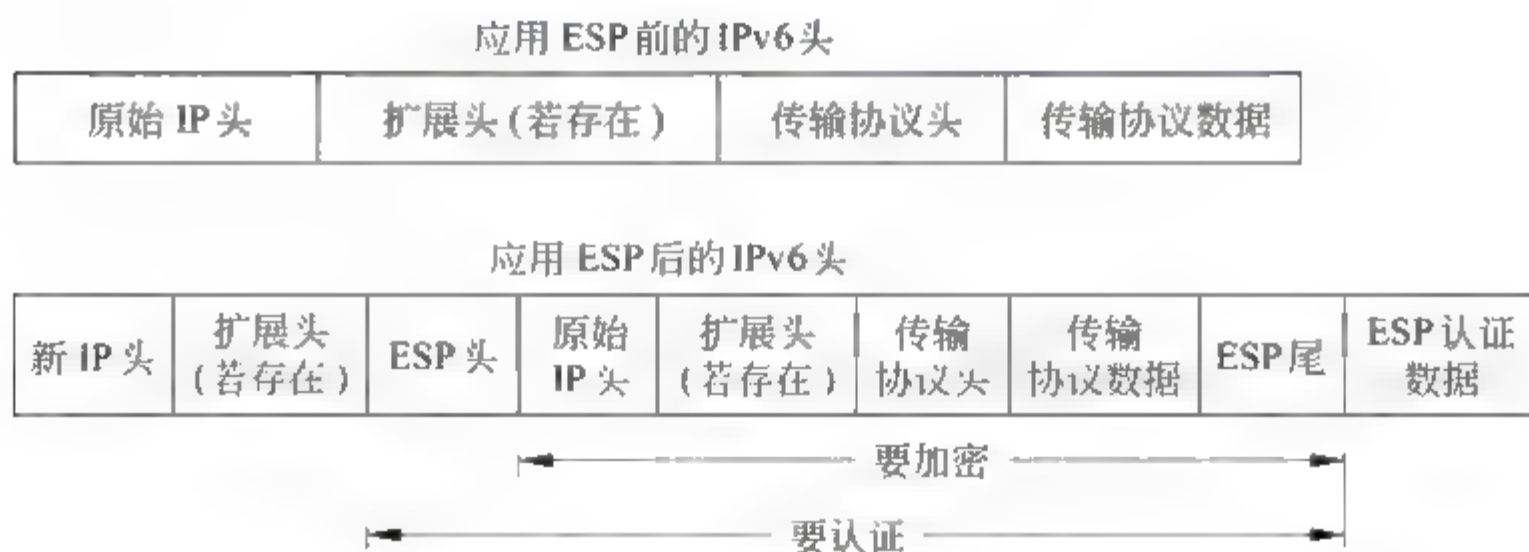 应用 ESP 前的 IPv6 头
原始 IP 头
扩展头(若存在)
传输协议头
传输协议数据
应用 ESP 后的 IPv6 头
新 IP 头
扩展头
(若存在)
ESP 头
原始
IP 头
扩展头
(若存在)
传输
协议头
传输
协议数据
ESP 尾
ESP 认证
数据
要加密
要认证